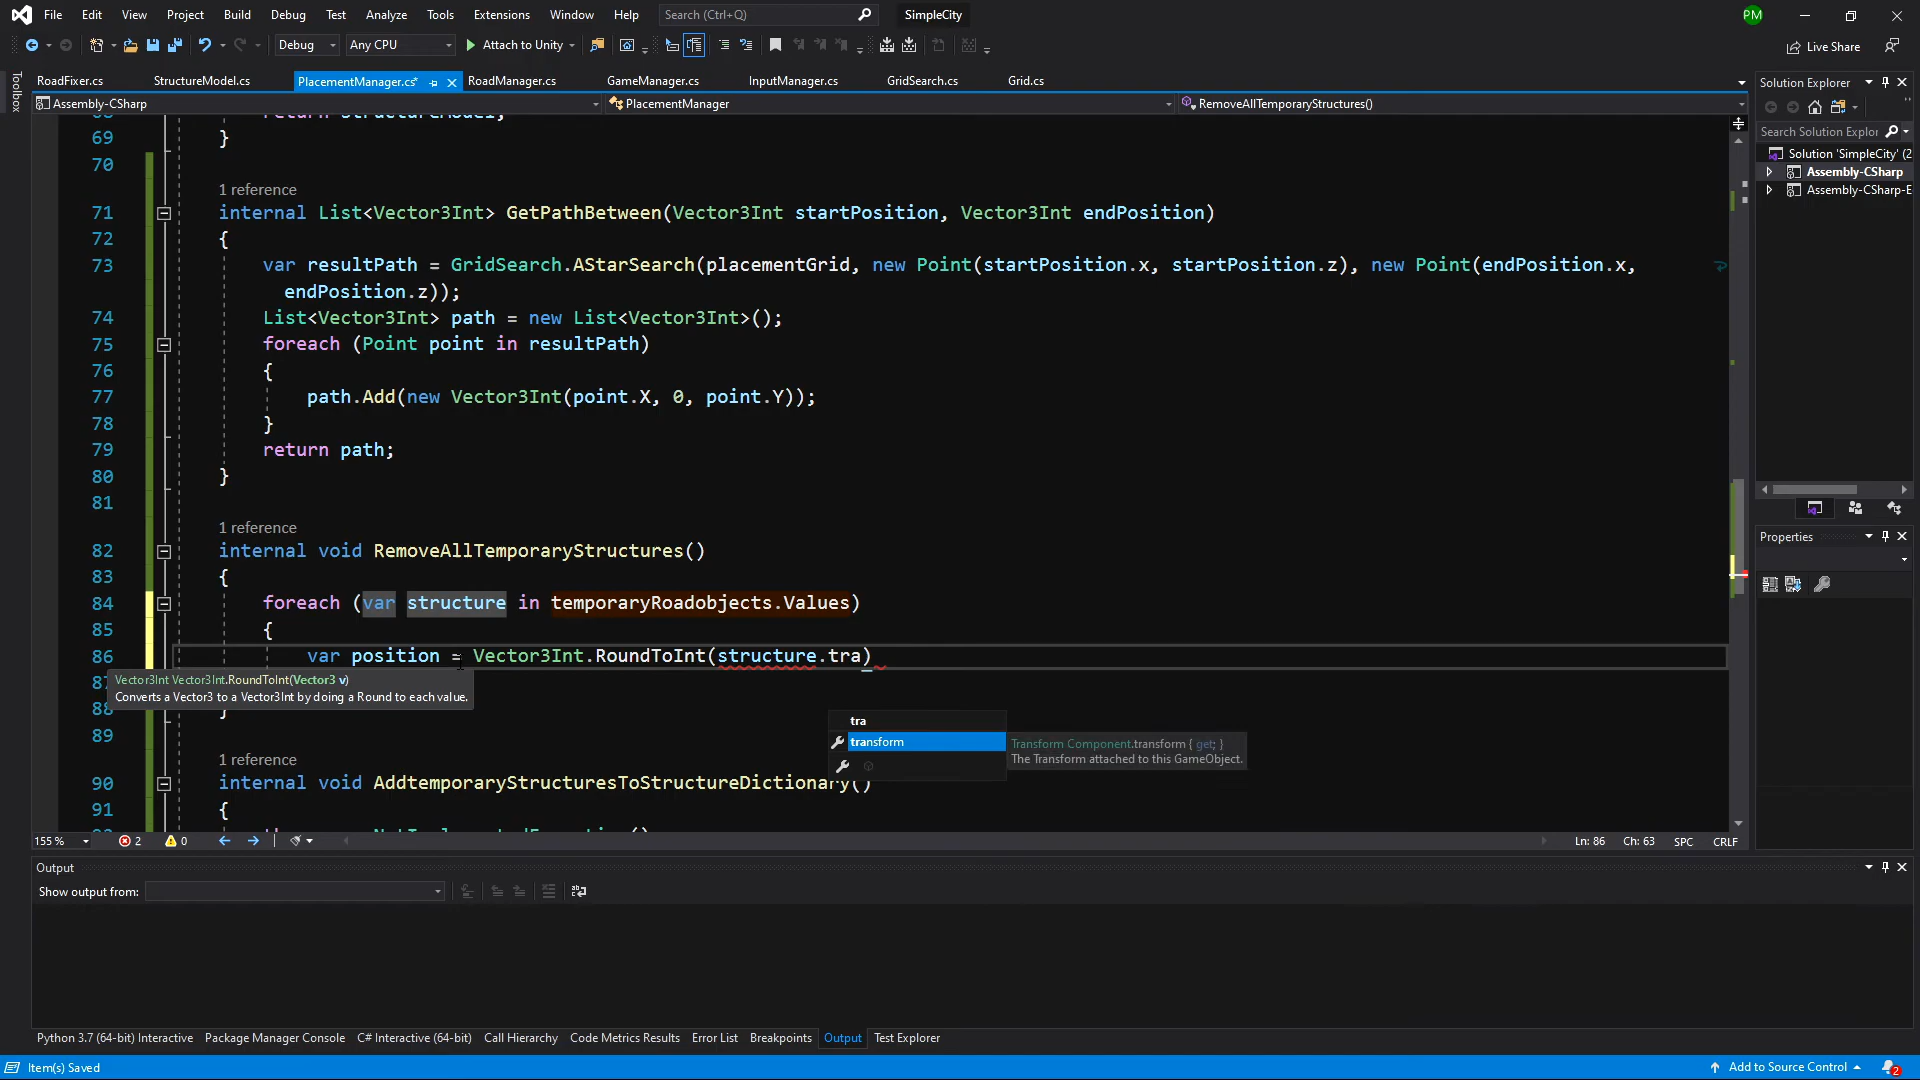 File Edit View Project Build Debug Test Analyze Tools Extensions Window Help Search (Ctrl+Q) SimpleCity PM
Debug Any CPU Attach to Unity Live Share
Toolbox
RoadFixer.cs StructureModel.cs PlacementManager.cs* RoadManager.cs GameManager.cs InputManager.cs GridSearch.cs Grid.cs
Assembly-CSharp PlacementManager RemoveAllTemporaryStructures()
69 }
70
1 reference
71 internal List<Vector3Int> GetPathBetween(Vector3Int startPosition, Vector3Int endPosition)
72 {
73 var resultPath = GridSearch.AStarSearch(placementGrid, new Point(startPosition.x, startPosition.z), new Point(endPosition.x,
endPosition.z));
74 List<Vector3Int> path = new List<Vector3Int>();
75 foreach (Point point in resultPath)
76 {
77 path.Add(new Vector3Int(point.X, 0, point.Y));
78 }
79 return path;
80 }
81
1 reference
82 internal void RemoveAllTemporaryStructures()
83 {
84 foreach (var structure in temporaryRoadobjects.Values)
85 {
86 var position = Vector3Int.RoundToInt(structure.tra)
Vector3Int Vector3Int.RoundToInt(Vector3 v)
Converts a Vector3 to a Vector3Int by doing a Round to each value.
tra
transform
Transform Component.transform { get; }
The Transform attached to this GameObject.
88 }
89
1 reference
90 internal void AddtemporaryStructuresToStructureDictionary()
91 {
155 % 2 0 Ln: 86 Ch: 63 SPC CRLF
Solution Explorer
Search Solution Explor
Solution 'SimpleCity' (2
Assembly-CSharp
Assembly-CSharp-E
Properties
Output
Show output from:
Python 3.7 (64-bit) Interactive Package Manager Console C# Interactive (64-bit) Call Hierarchy Code Metrics Results Error List Breakpoints Output Test Explorer
Item(s) Saved Add to Source Control 2